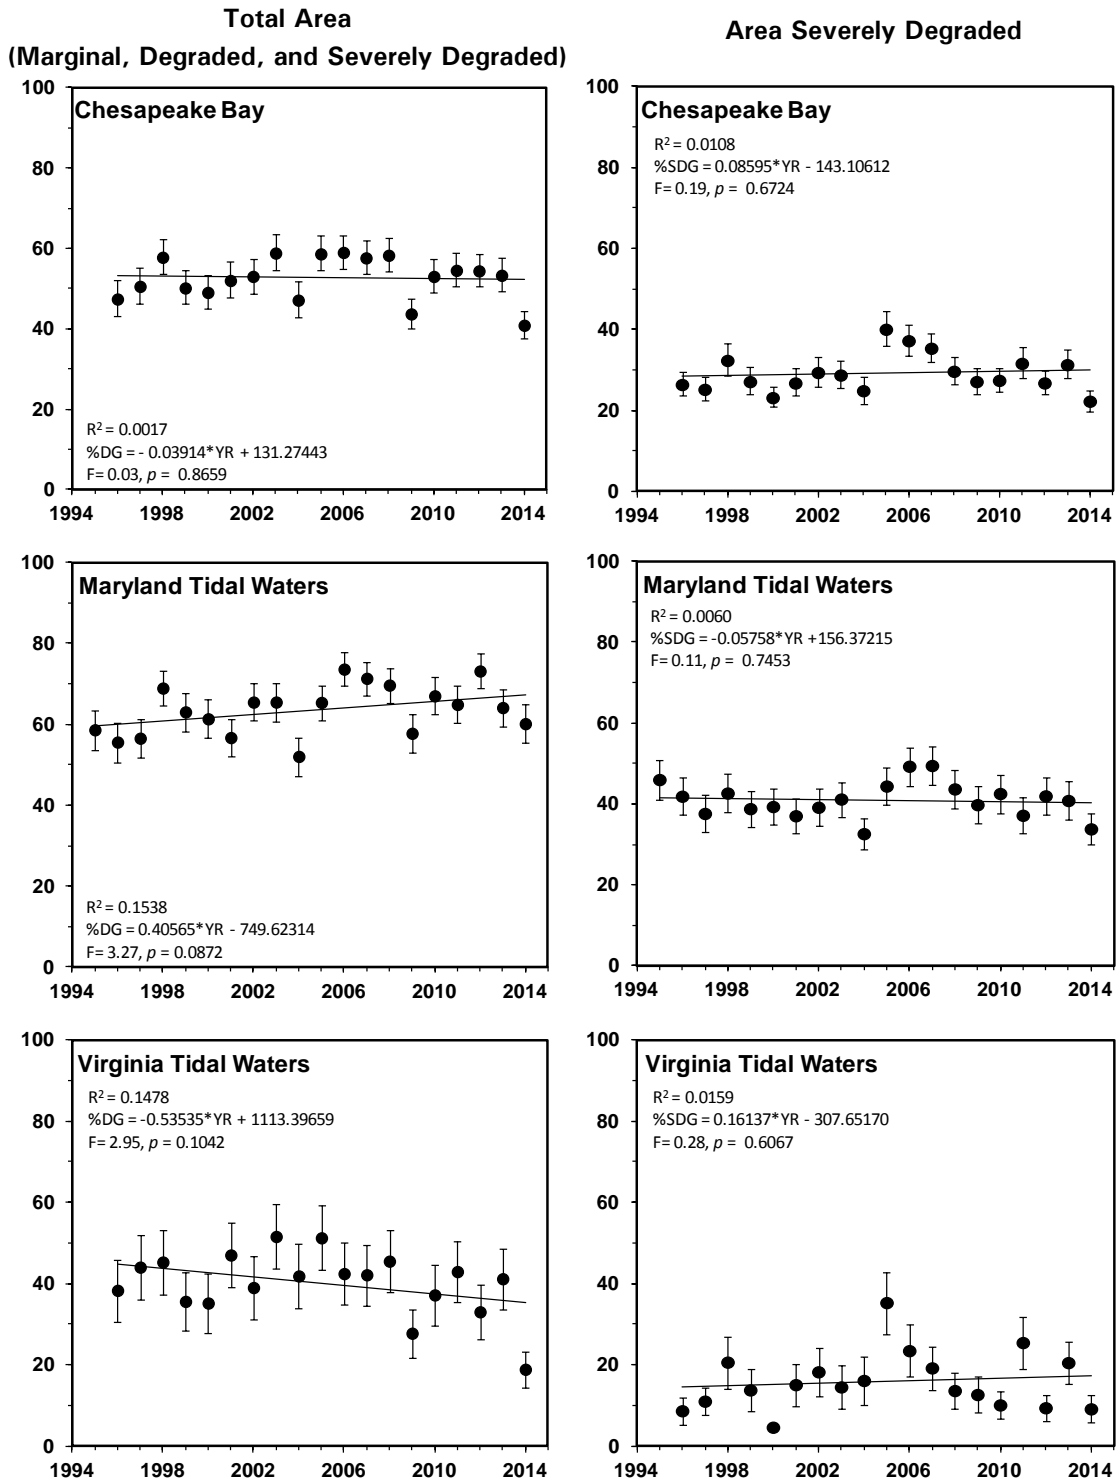 Total Area
(Marginal, Degraded, and Severely Degraded)
Area Severely Degraded
100
80
60
40
20
0
Chesapeake Bay
R² = 0.0017
%DG = - 0.03914*YR + 131.27443
F= 0.03, p = 0.8659
1994 1998 2002 2006 2010 2014
100
80
60
40
20
0
Chesapeake Bay
R² = 0.0108
%SDG = 0.08595*YR - 143.10612
F= 0.19, p = 0.6724
1994 1998 2002 2006 2010 2014
100
80
60
40
20
0
Maryland Tidal Waters
R² = 0.1538
%DG = 0.40565*YR - 749.62314
F= 3.27, p = 0.0872
1994 1998 2002 2006 2010 2014
100
80
60
40
20
0
Maryland Tidal Waters
R² = 0.0060
%SDG = -0.05758*YR +156.37215
F= 0.11, p = 0.7453
1994 1998 2002 2006 2010 2014
100
80
60
40
20
0
Virginia Tidal Waters
R² = 0.1478
%DG = -0.53535*YR + 1113.39659
F= 2.95, p = 0.1042
1994 1998 2002 2006 2010 2014
100
80
60
40
20
0
Virginia Tidal Waters
R² = 0.0159
%SDG = 0.16137*YR - 307.65170
F= 0.28, p = 0.6067
1994 1998 2002 2006 2010 2014